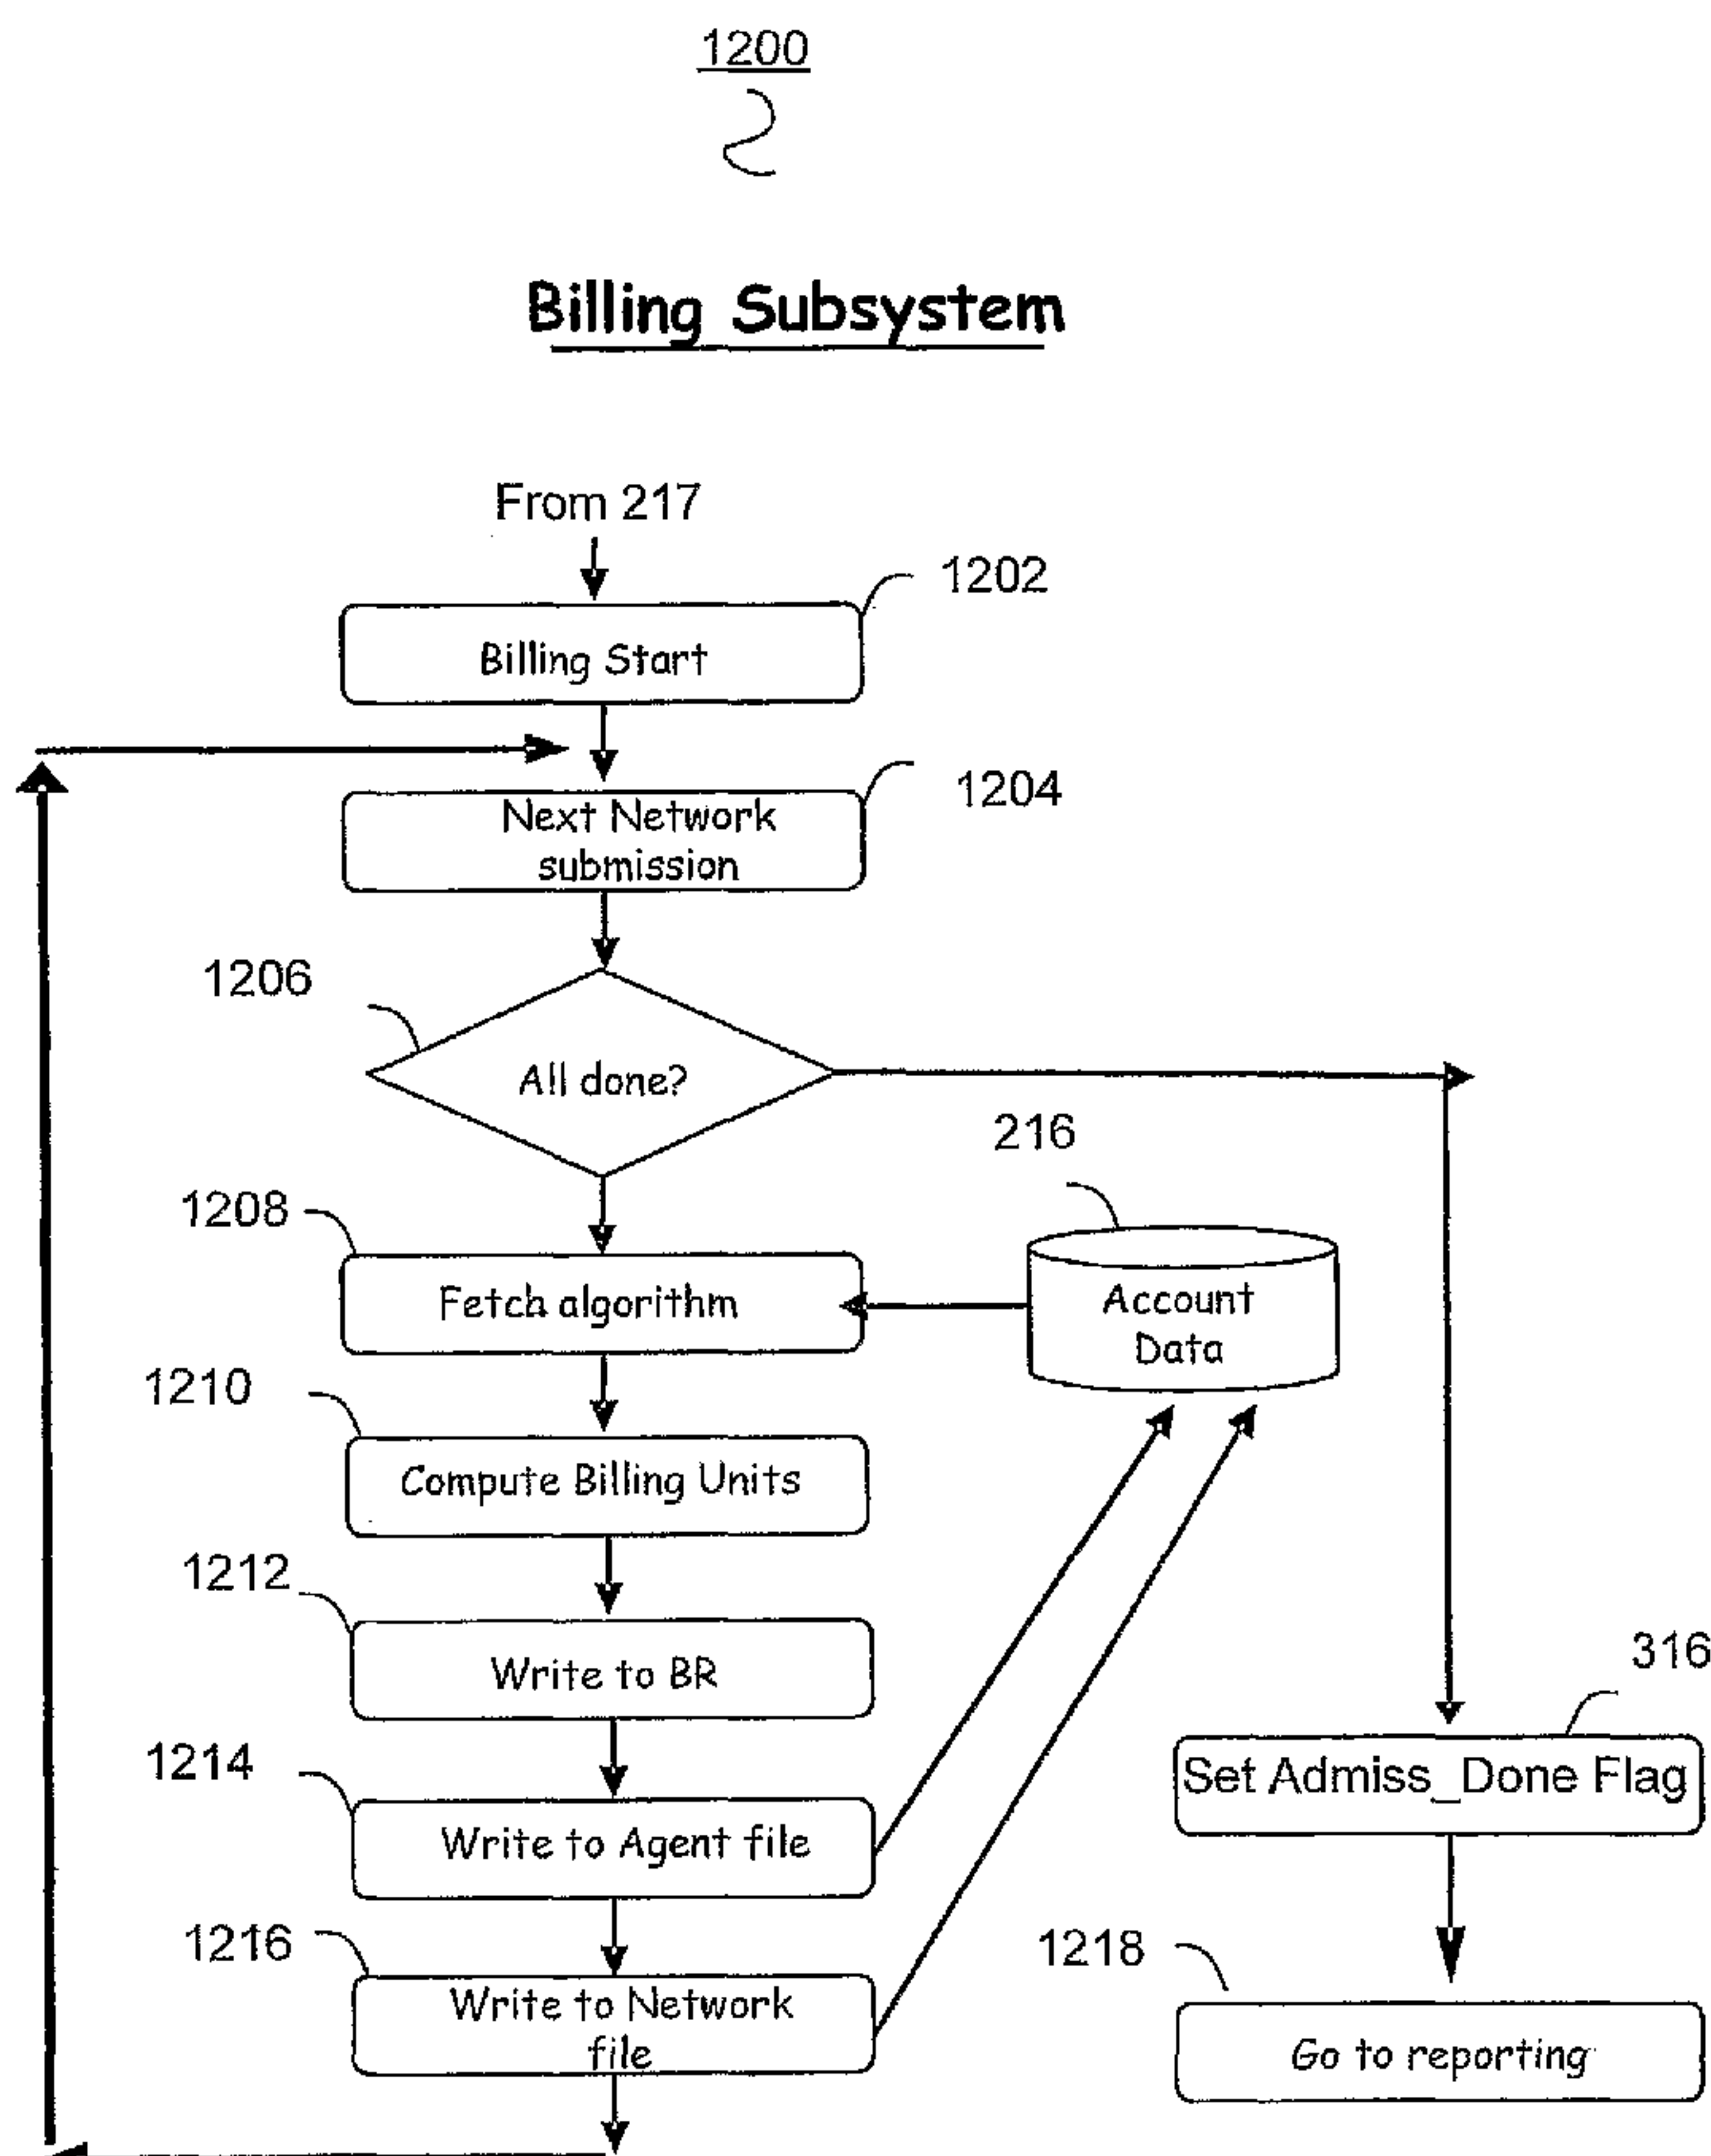 1200
Billing Subsystem
From 217
1202
Billing Start
1204
Next Network
submission
1206
All done?
216
1208
Fetch algorithm
Account
Data
1210
Compute Billing Units
1212
Write to BR
316
1214
Set Admiss_Done Flag
Write to Agent file
1216
1218
Write to Network
file
Go to reporting